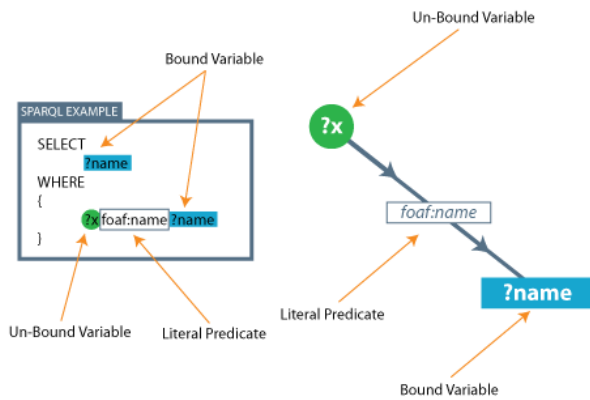 Un-Bound Variable
Bound Variable
SPARQL EXAMPLE
SELECT
?name
WHERE
{
?x foaf:name ?name
}
Un-Bound Variable
Literal Predicate
?x
foaf:name
?name
Literal Predicate
Bound Variable